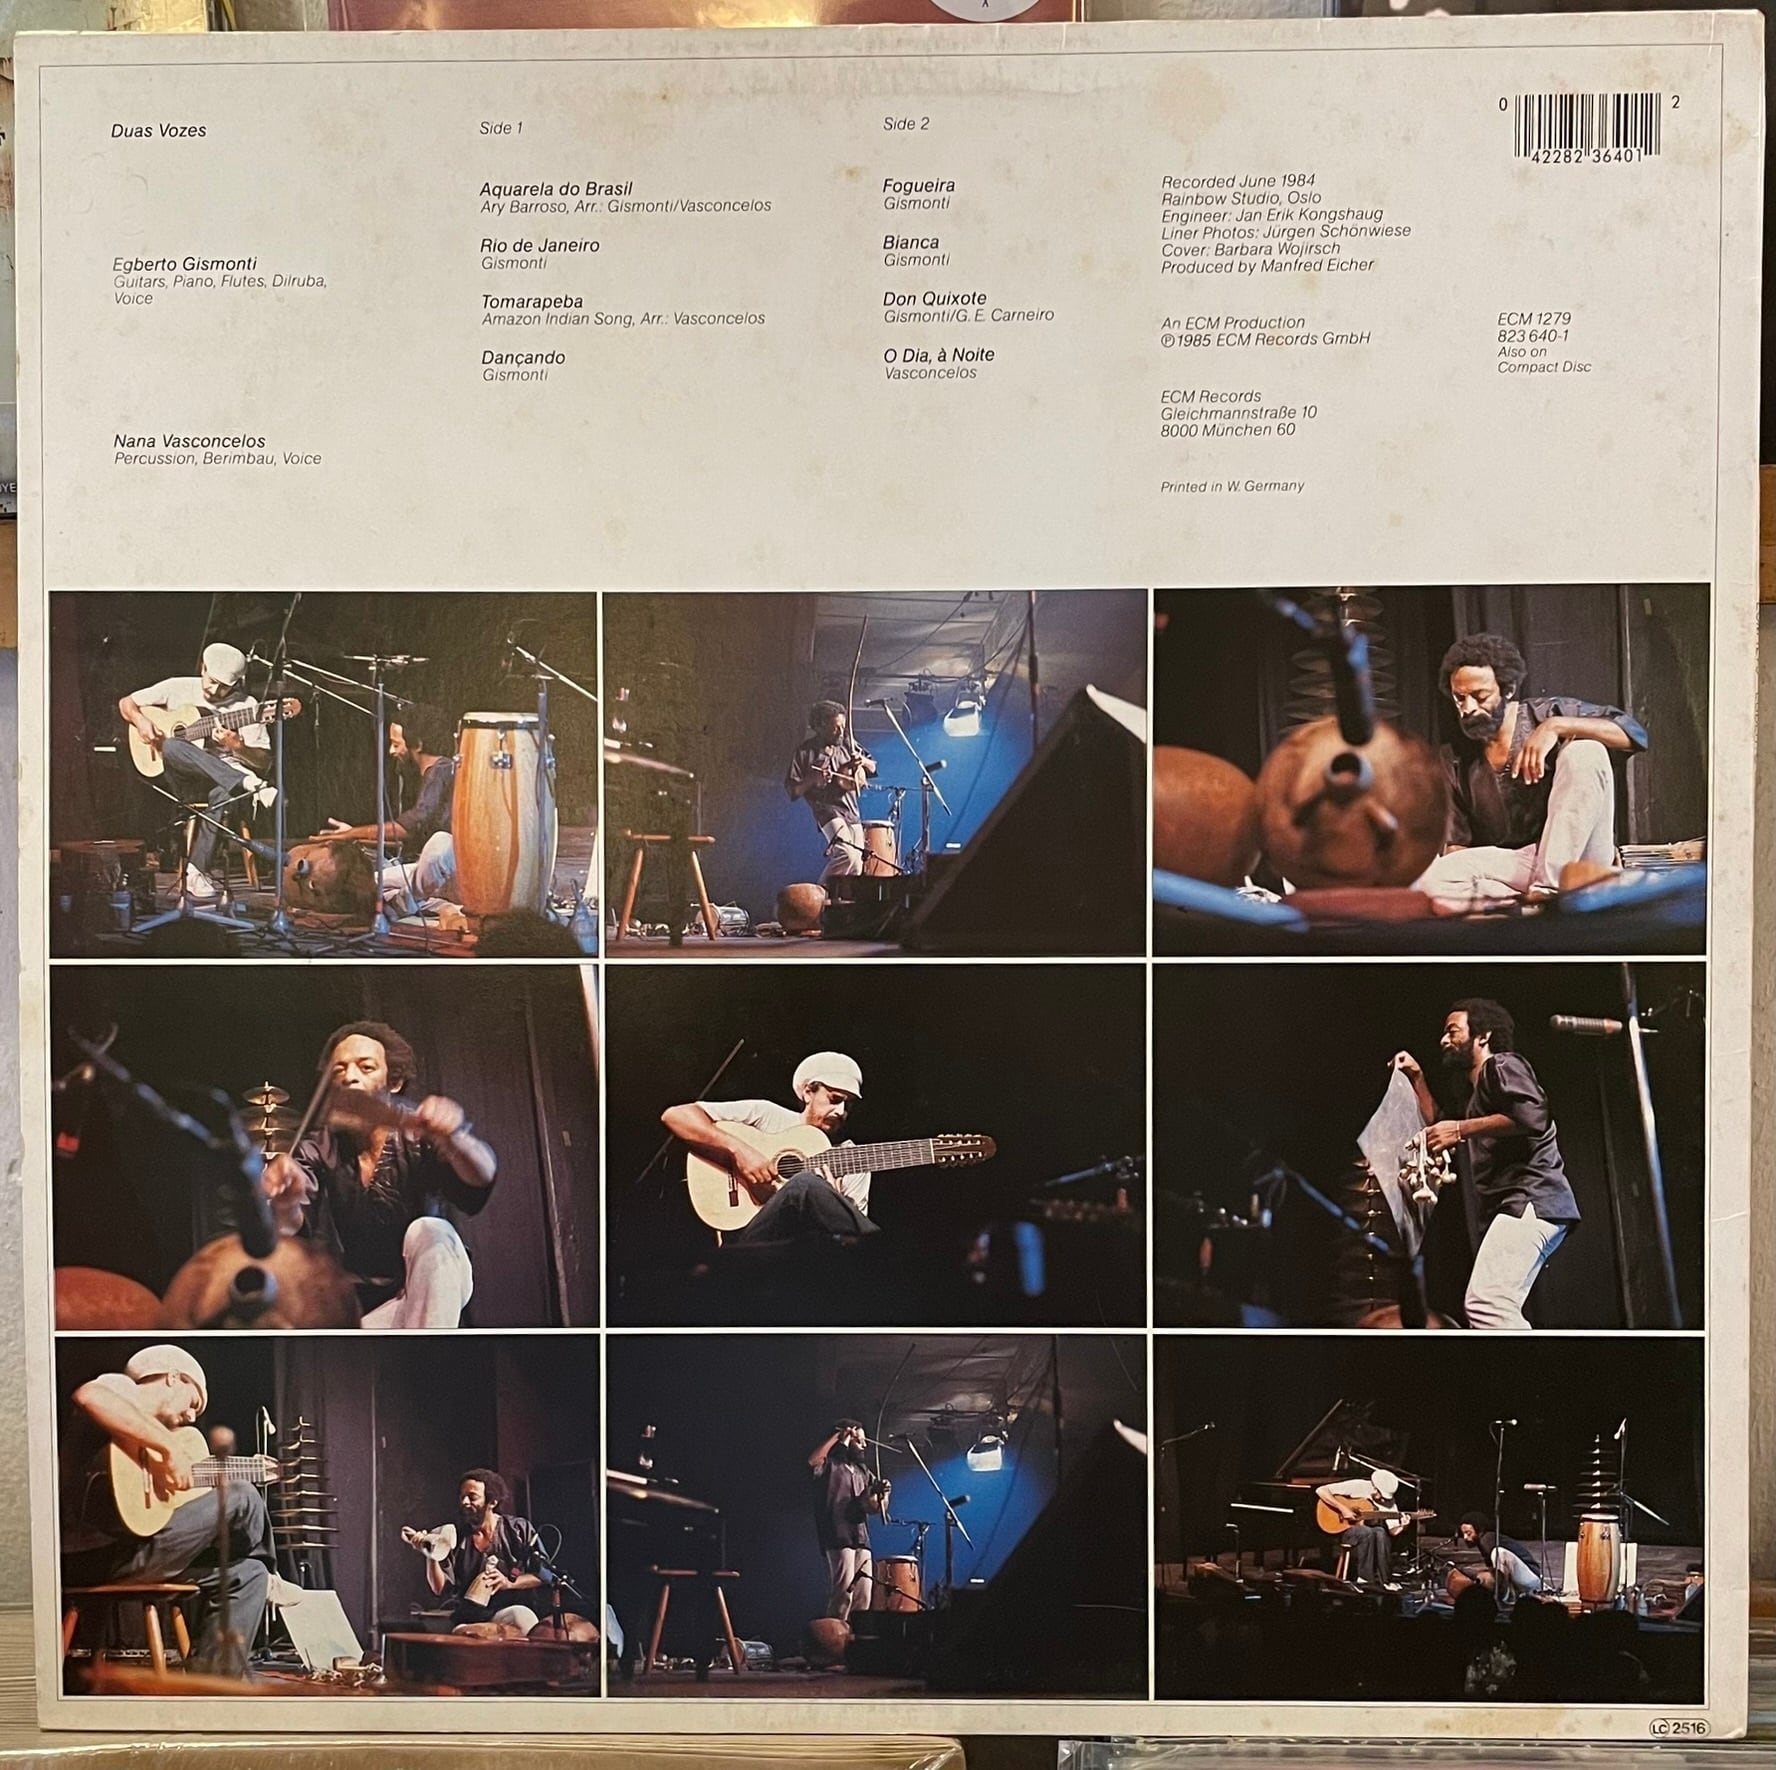 Duas Vozes
Egberto Gismonti
Guitars, Piano, Flutes, Dilruba,
Voice
Nana Vasconcelos
Percussion, Berimbau, Voice
Side 1
Aquarela do Brasil
Ary Barroso, Arr.: Gismonti/Vasconcelos
Rio de Janeiro
Gismonti
Tomarapeba
Amazon Indian Song, Arr.: Vasconcelos
Dançando
Gismonti
Side 2
Fogueira
Gismonti
Bianca
Gismonti
Don Quixote
Gismonti/G. E. Carneiro
O Dia, à Noite
Vasconcelos
Recorded June 1984
Rainbow Studio, Oslo
Engineer: Jan Erik Kongshaug
Liner Photos: Jürgen Schönwiese
Cover: Barbara Wojirsch
Produced by Manfred Eicher
An ECM Production
℗ 1985 ECM Records GmbH
ECM Records
Gleichmannstraße 10
8000 München 60
Printed in W. Germany
0 42282 36401 2
ECM 1279
823 640-1
Also on
Compact Disc
LC 2516